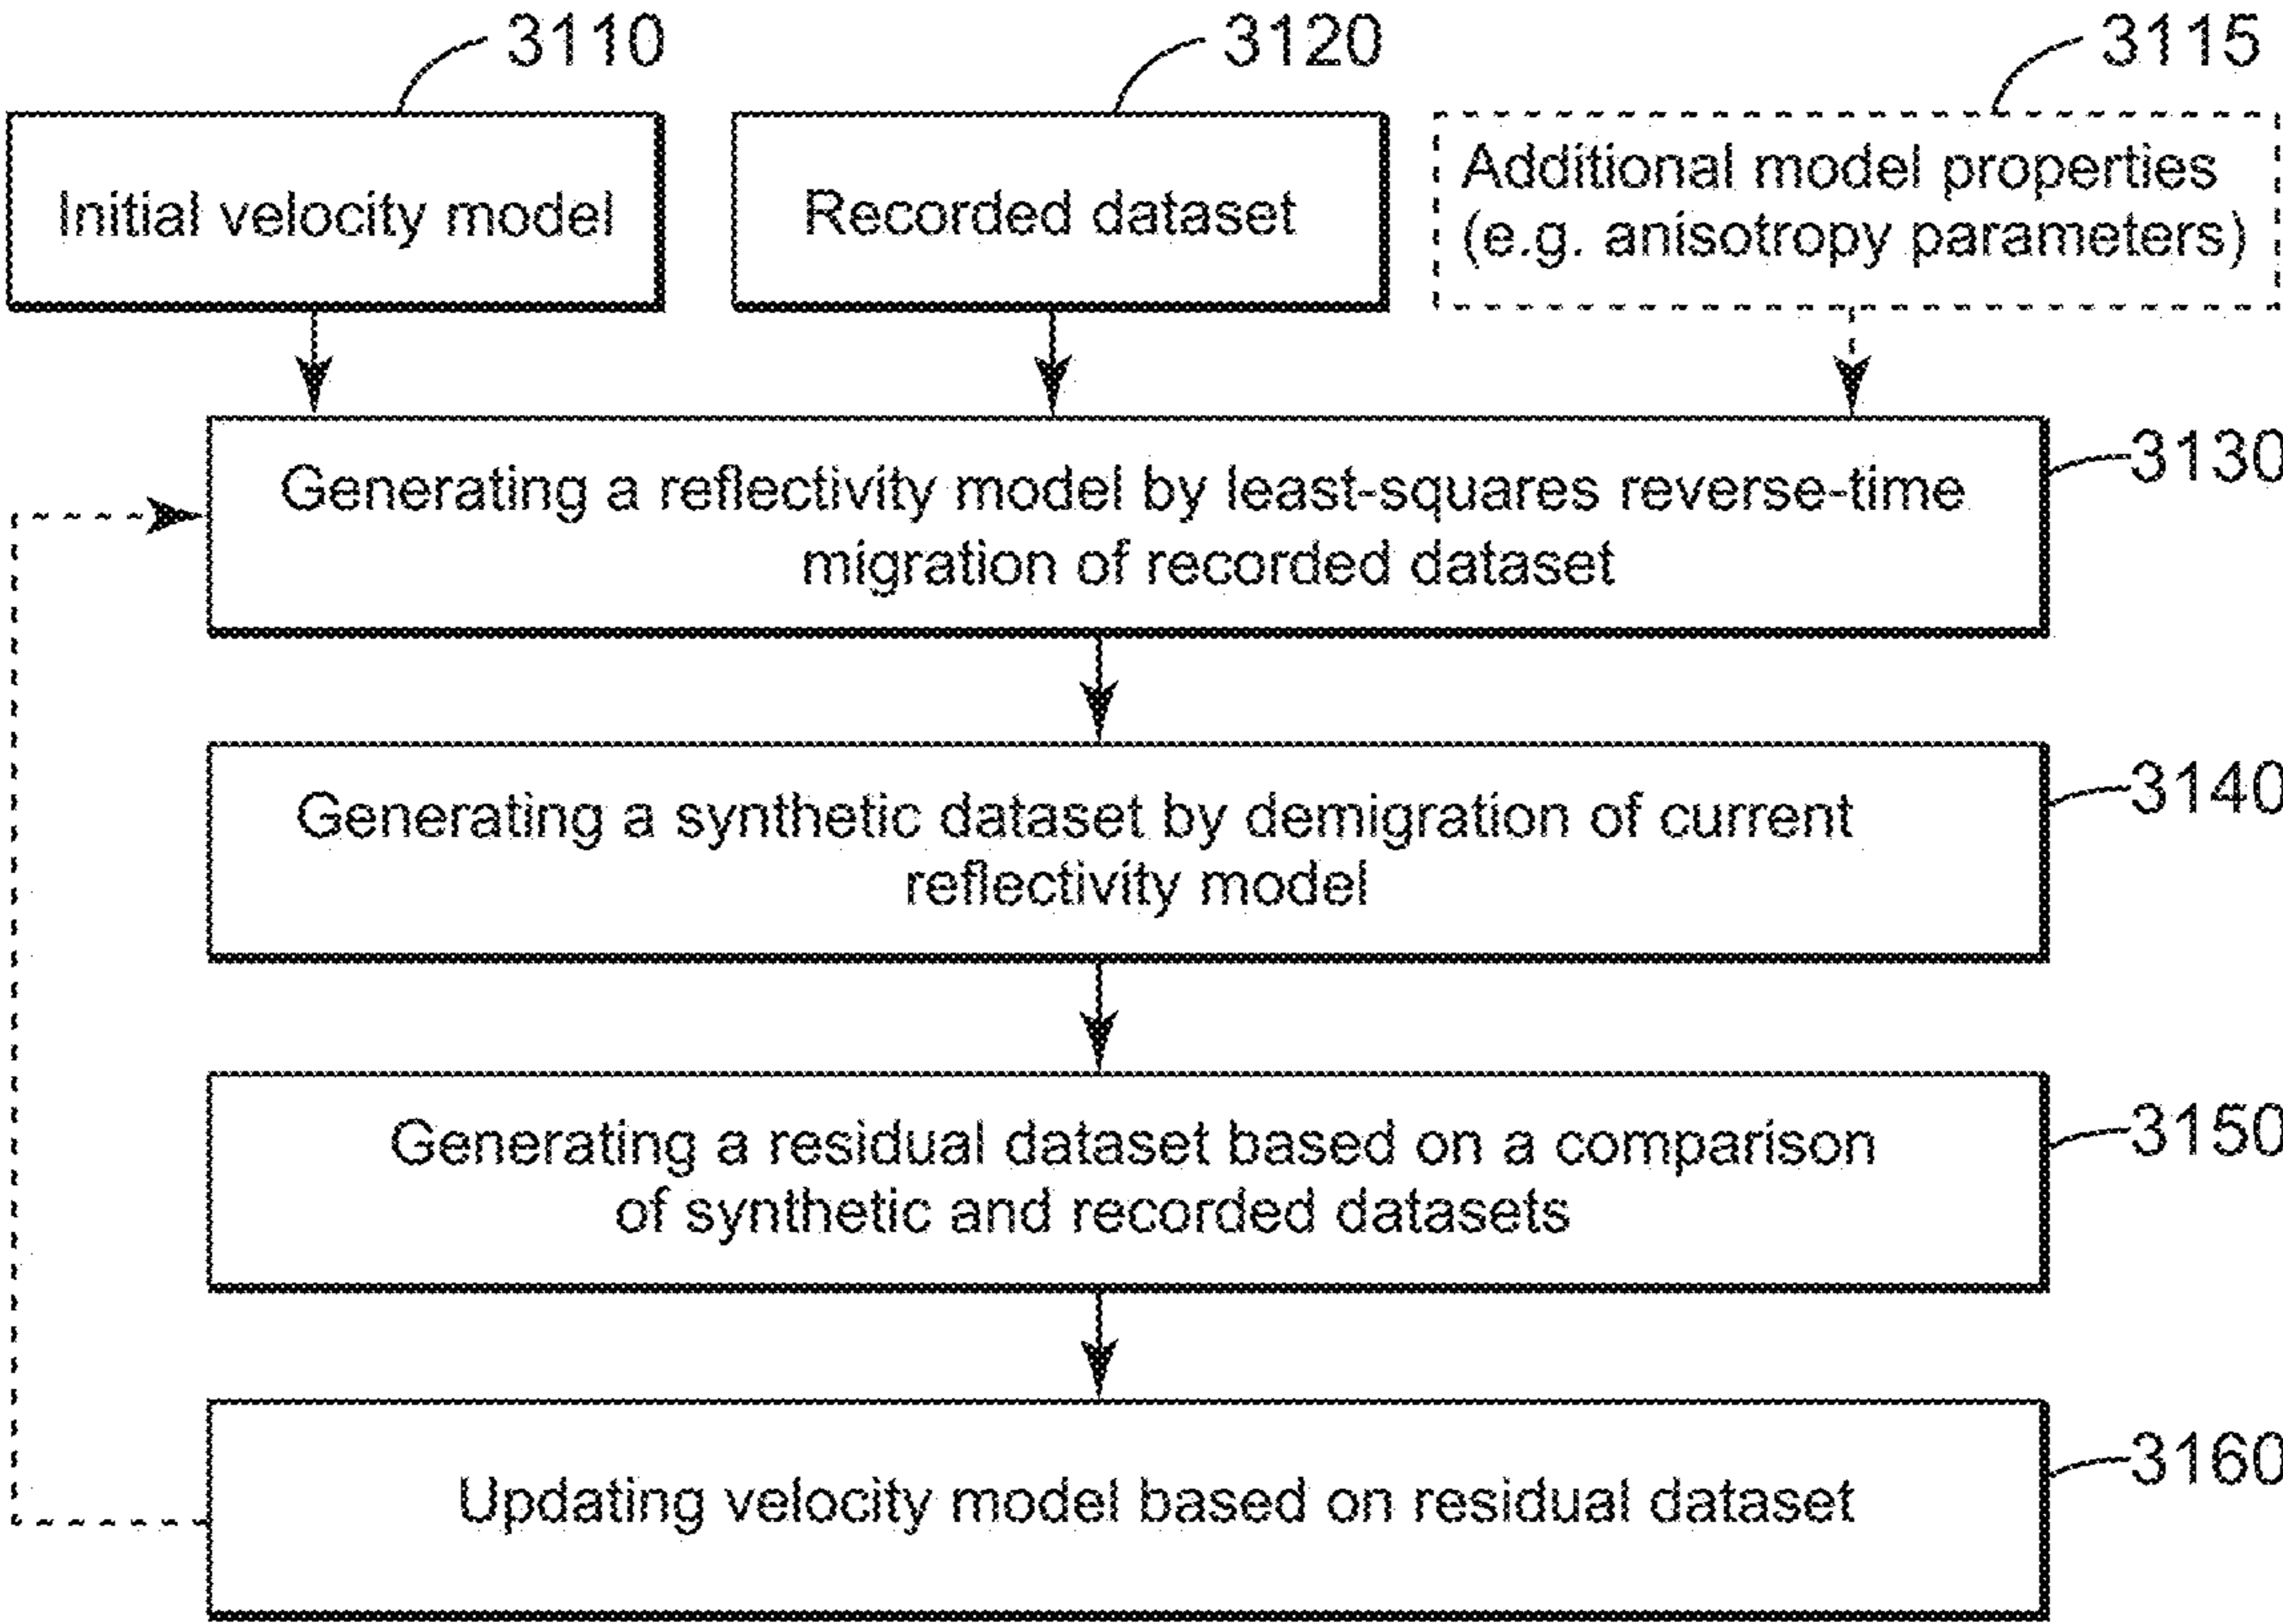 3110
3120
3115
Initial velocity model
Recorded dataset
Additional model properties
(e.g. anisotropy parameters)
3130
Generating a reflectivity model by least-squares reverse-time
migration of recorded dataset
3140
Generating a synthetic dataset by demigration of current
reflectivity model
3150
Generating a residual dataset based on a comparison
of synthetic and recorded datasets
3160
Updating velocity model based on residual dataset